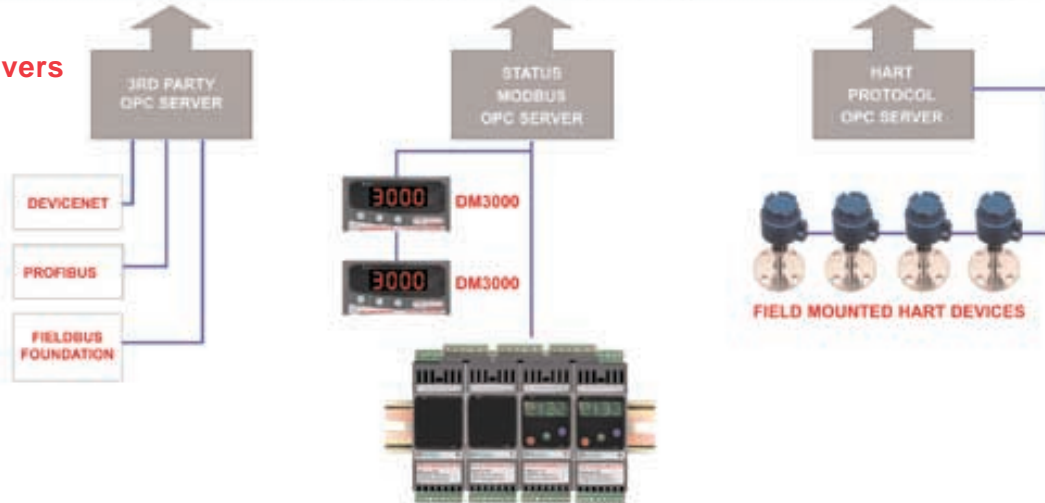 vers
3RD PARTY
OPC SERVER
STATUS
MODBUS
OPC SERVER
HART
PROTOCOL
OPC SERVER
DEVICENET
PROFIBUS
FIELDBUS
FOUNDATION
3000
DM3000
3000
DM3000
FIELD MOUNTED HART DEVICES